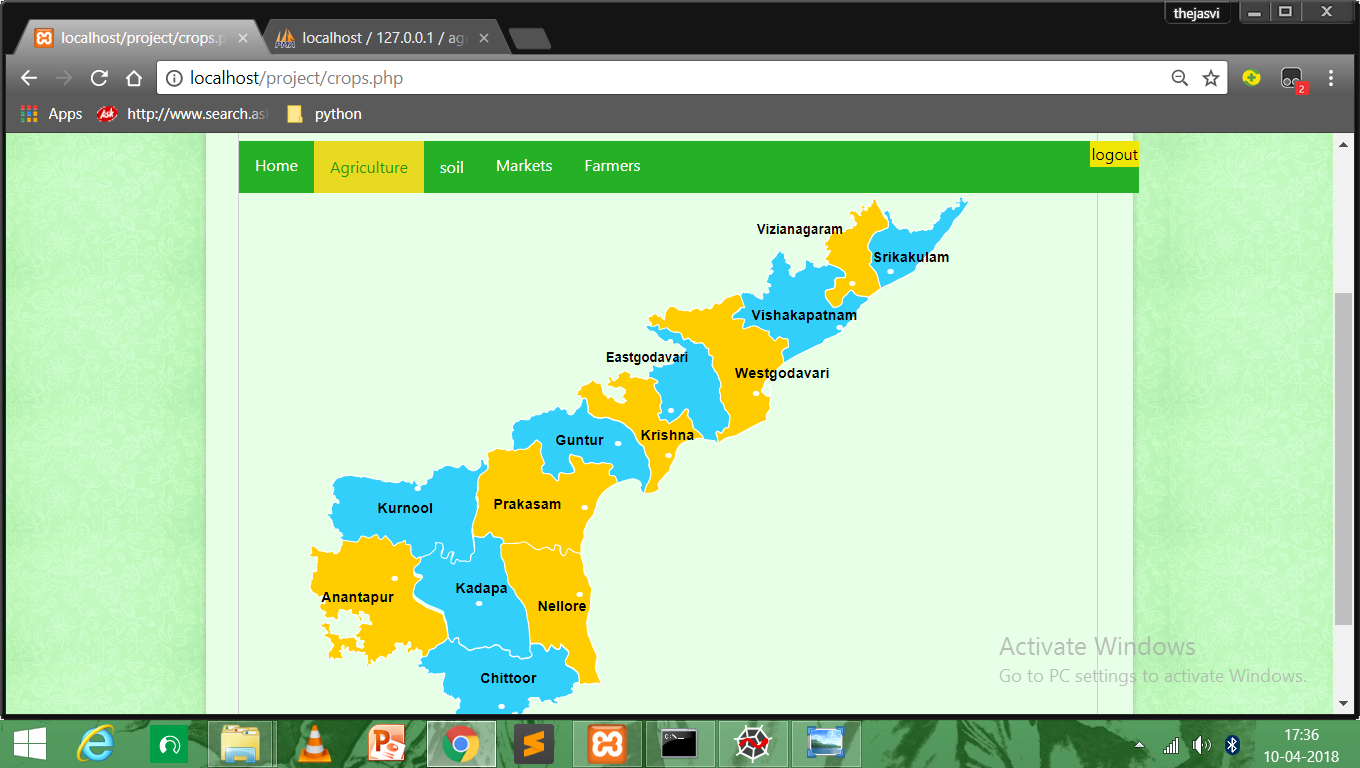 thejasvi
localhost/project/crops.p
localhost / 127.0.0.1 / ag
localhost/project/crops.php
2
Apps
Ask
http://www.search.as
python
Home
Agriculture
soil
Markets
Farmers
logout
Vizianagaram
Srikakulam
Vishakapatnam
Eastgodavari
Westgodavari
Guntur
Krishna
Kurnool
Prakasam
Anantapur
Kadapa
Nellore
Chittoor
Activate Windows
Go to PC settings to activate Windows.
17:36
10-04-2018